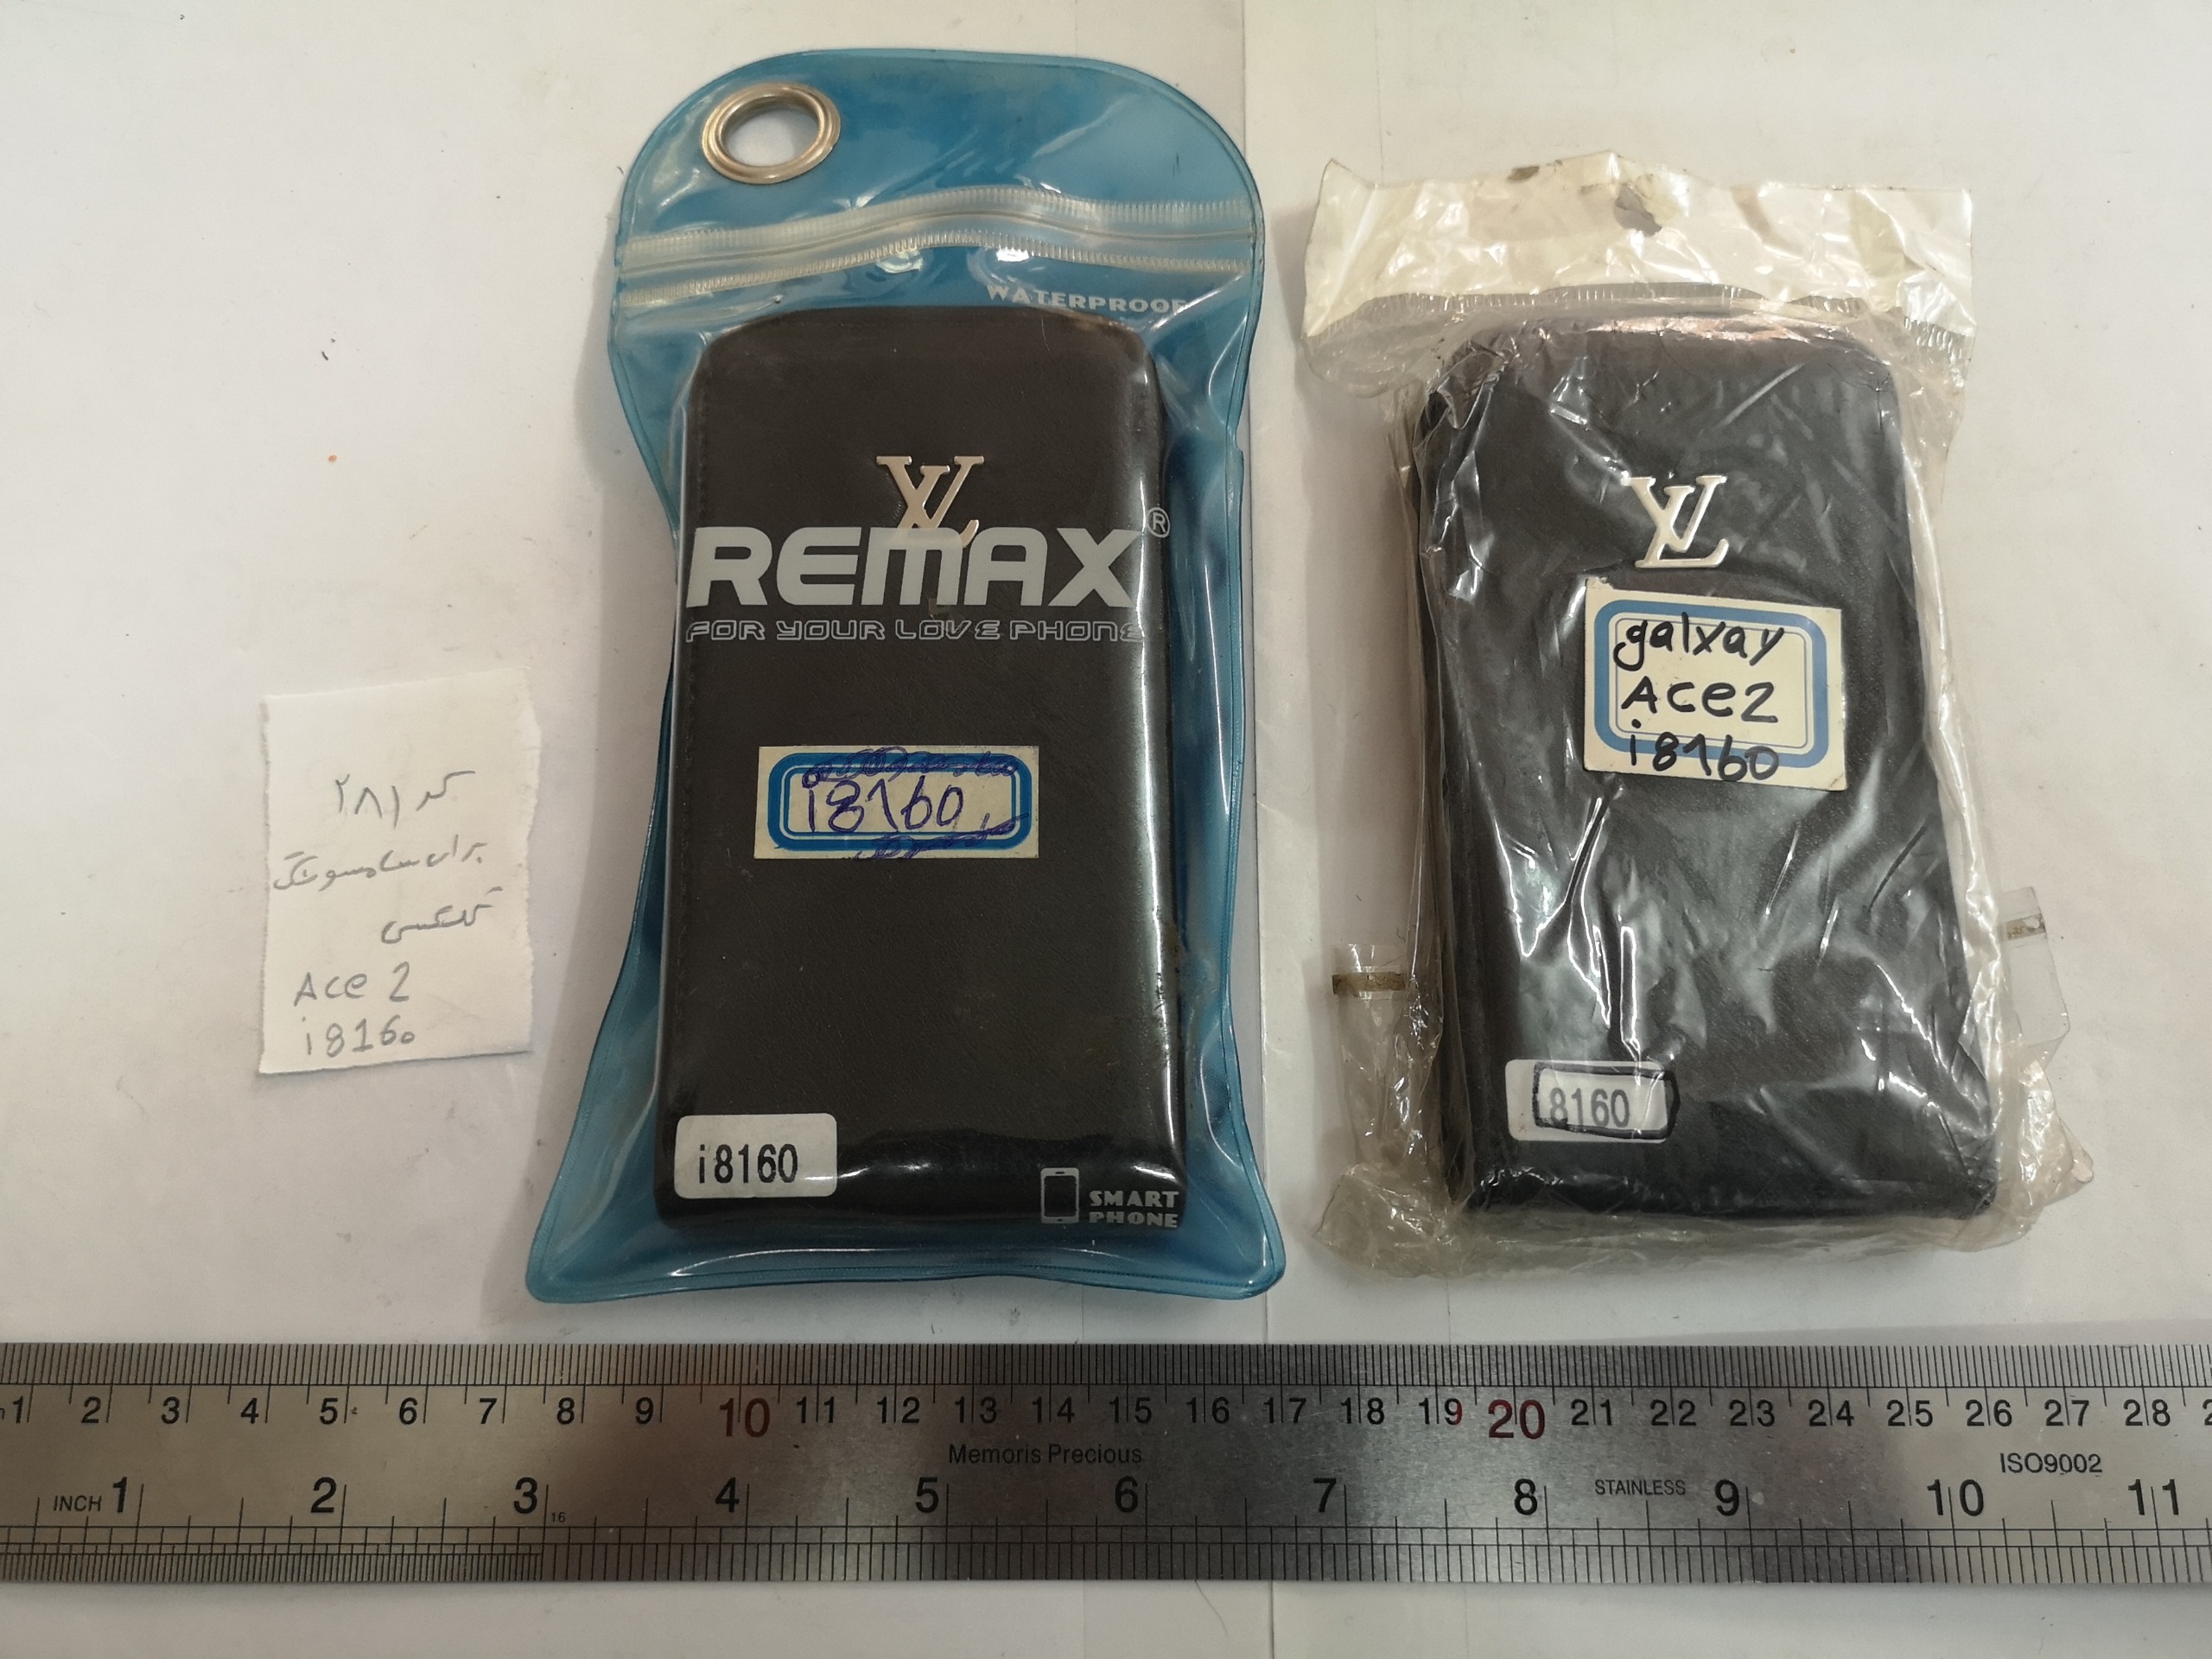 کد ۲۸۱
برای سامسونگ
گلکسی
Ace 2
i8160
WATERPROOF
LV
REMAX®
FOR YOUR LOVE PHONE
i8160
i8160
SMART
PHONE
LV
galxay
Ace2
i8160
8160
1 2 3 4 5 6 7 8 9 10 11 12 13 14 15 16 17 18 19 20 21 22 23 24 25 26 27 28
Memoris Precious
ISO9002
INCH 1 2 3 4 5 6 7 8 STAINLESS 9 10 11
16